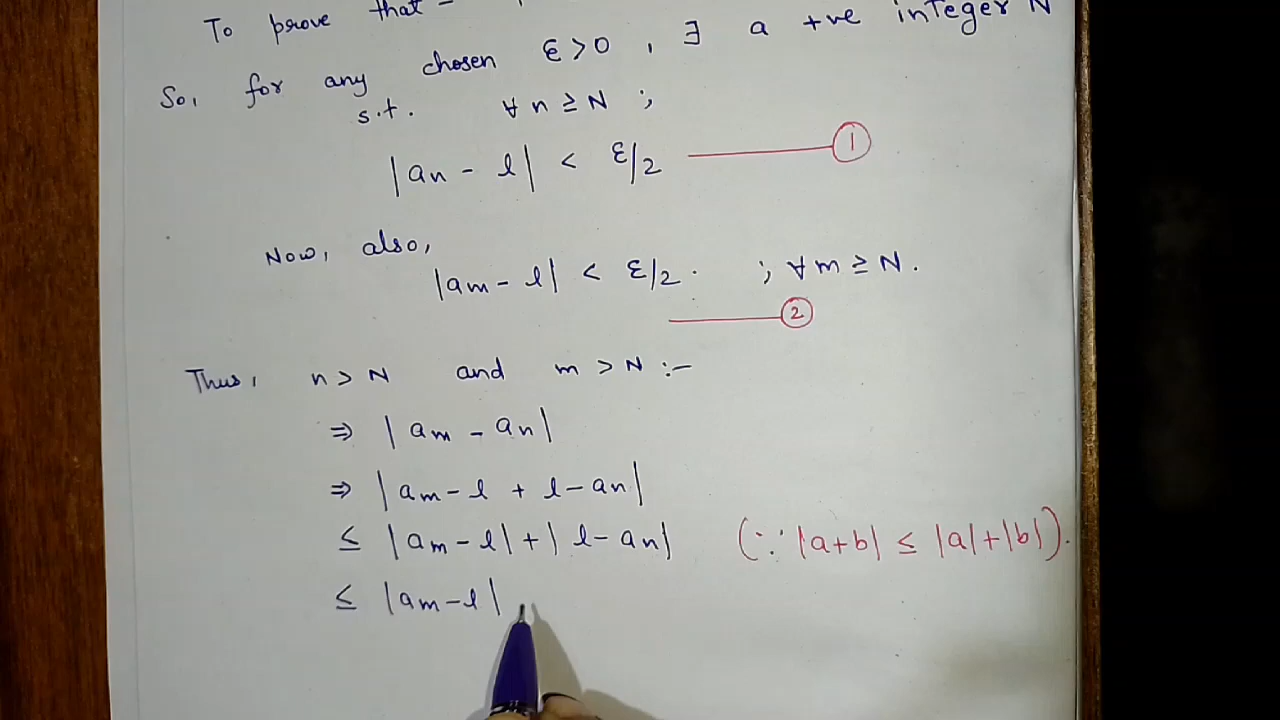 To prove that -
So, for any chosen ε > 0 , ∃ a +ve integer N
s.t. ∀ n ≥ N ;
|an - l| < ε/2 ——— ①
Now, also,
|am - l| < ε/2 . ; ∀ m ≥ N .
——— ②
Thus, n > N and m > N :-
⇒ |am - an|
⇒ |am - l + l - an|
≤ |am - l| + |l - an| (∵ |a+b| ≤ |a|+|b|).
≤ |am - l|